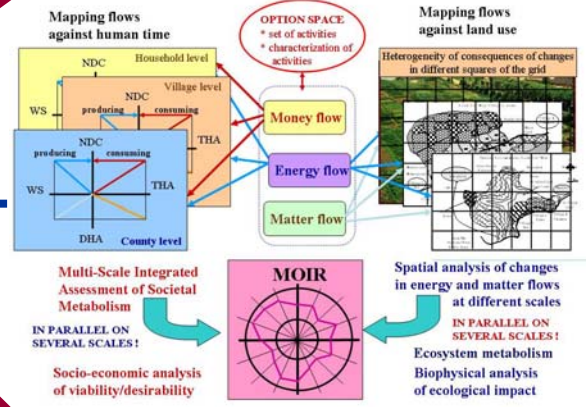 Mapping flows
against human time
OPTION SPACE
* set of activities
* characterization of
activities
Mapping flows
against land use
Household level
NDC
WS
Village level
NDC
producing
consuming
THA
NDC
producing
consuming
WS
THA
DHA
County level
Money flow
Energy flow
Matter flow
Heterogeneity of consequences of changes
in different squares of the grid
Multi-Scale Integrated
Assessment of Societal
Metabolism
IN PARALLEL ON
SEVERAL SCALES!
Socio-economic analysis
of viability/desirability
MOIR
Spatial analysis of changes
in energy and matter flows
at different scales
IN PARALLEL ON
SEVERAL SCALES!
Ecosystem metabolism
Biophysical analysis
of ecological impact